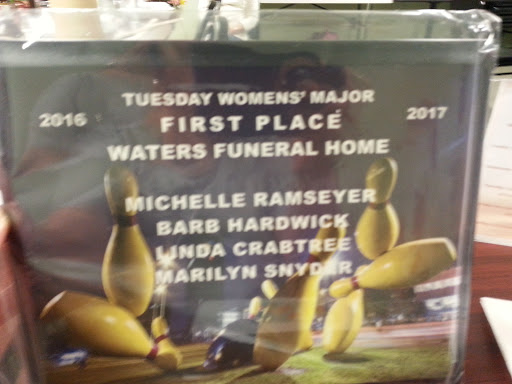 TUESDAY WOMENS' MAJOR
2016 FIRST PLACE 2017
WATERS FUNERAL HOME
MICHELLE RAMSEYER
BARB HARDWICK
LINDA CRABTREE
MARILYN SNYDER